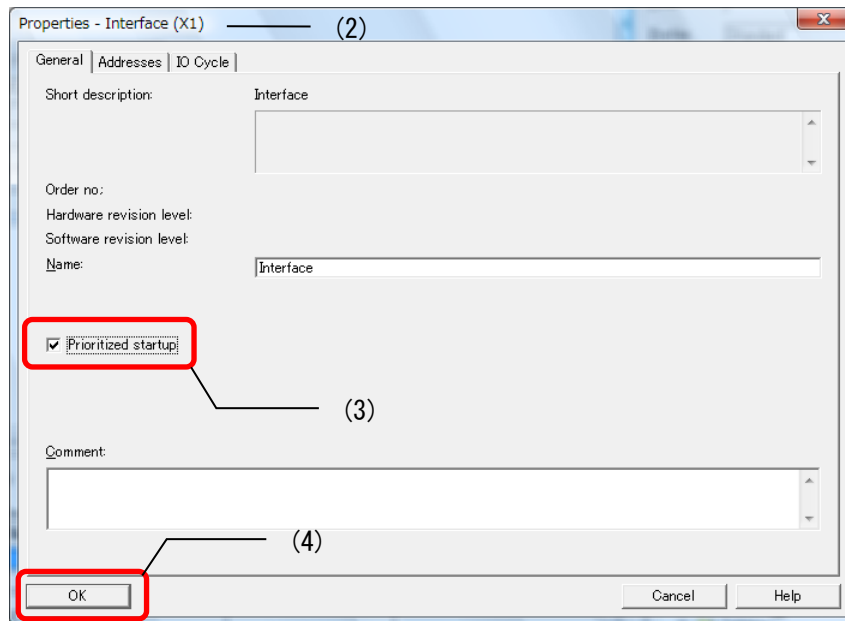 Properties - Interface (X1) (2)
General Addresses IO Cycle
Short description: Interface
Order no.:
Hardware revision level:
Software revision level:
Name: Interface
Prioritized startup
(3)
Comment:
(4)
OK Cancel Help